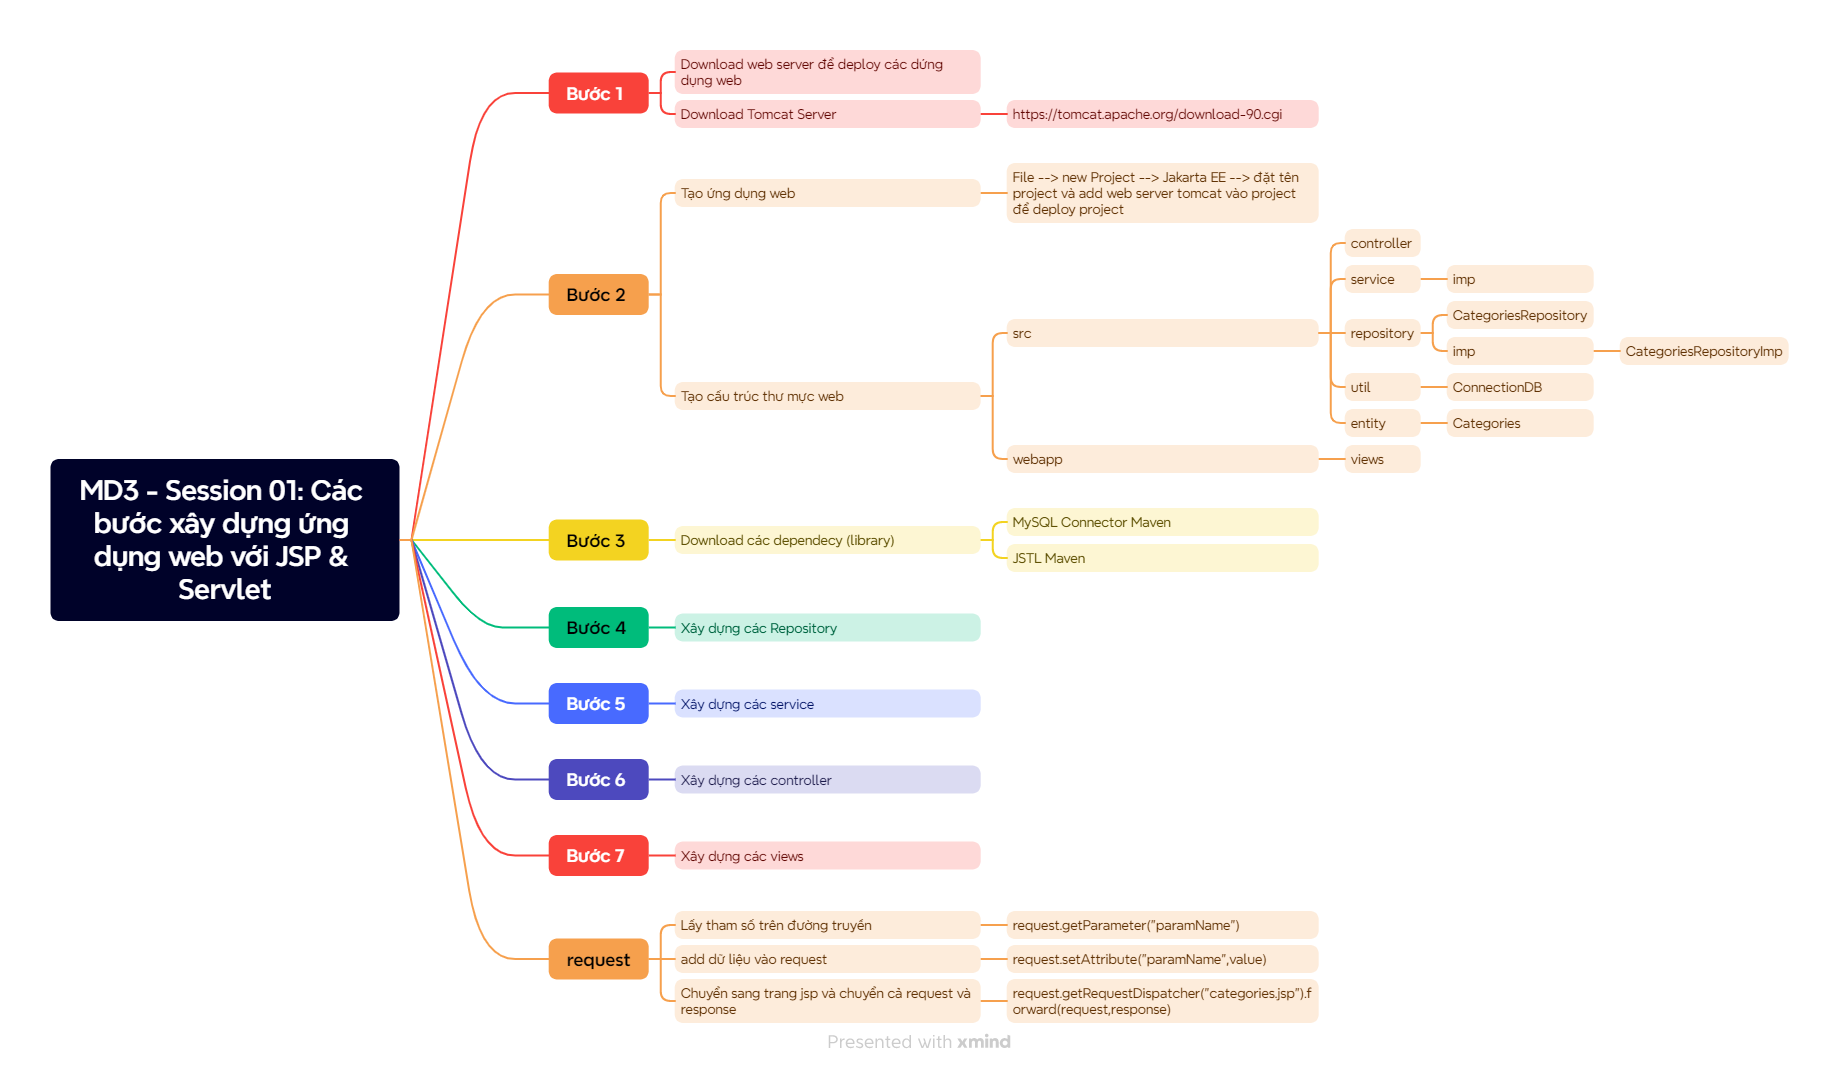 MD3 - Session 01: Các
bước xây dựng ứng
dụng web với JSP &
Servlet
Bước 1
Download web server để deploy các dứng
dụng web
Download Tomcat Server
https://tomcat.apache.org/download-90.cgi
Bước 2
Tạo ứng dụng web
File --> new Project --> Jakarta EE --> đặt tên
project và add web server tomcat vào project
để deploy project
Tạo cấu trúc thư mực web
src
controller
service
imp
repository
CategoriesRepository
imp
CategoriesRepositoryImp
util
ConnectionDB
entity
Categories
webapp
views
Bước 3
Download các dependecy (library)
MySQL Connector Maven
JSTL Maven
Bước 4
Xây dựng các Repository
Bước 5
Xây dựng các service
Bước 6
Xây dựng các controller
Bước 7
Xây dựng các views
request
Lấy tham số trên đường truyền
request.getParameter("paramName")
add dữ liệu vào request
request.setAttribute("paramName",value)
Chuyển sang trang jsp và chuyển cả request và
response
request.getRequestDispatcher("categories.jsp").f
orward(request,response)
Presented with xmind